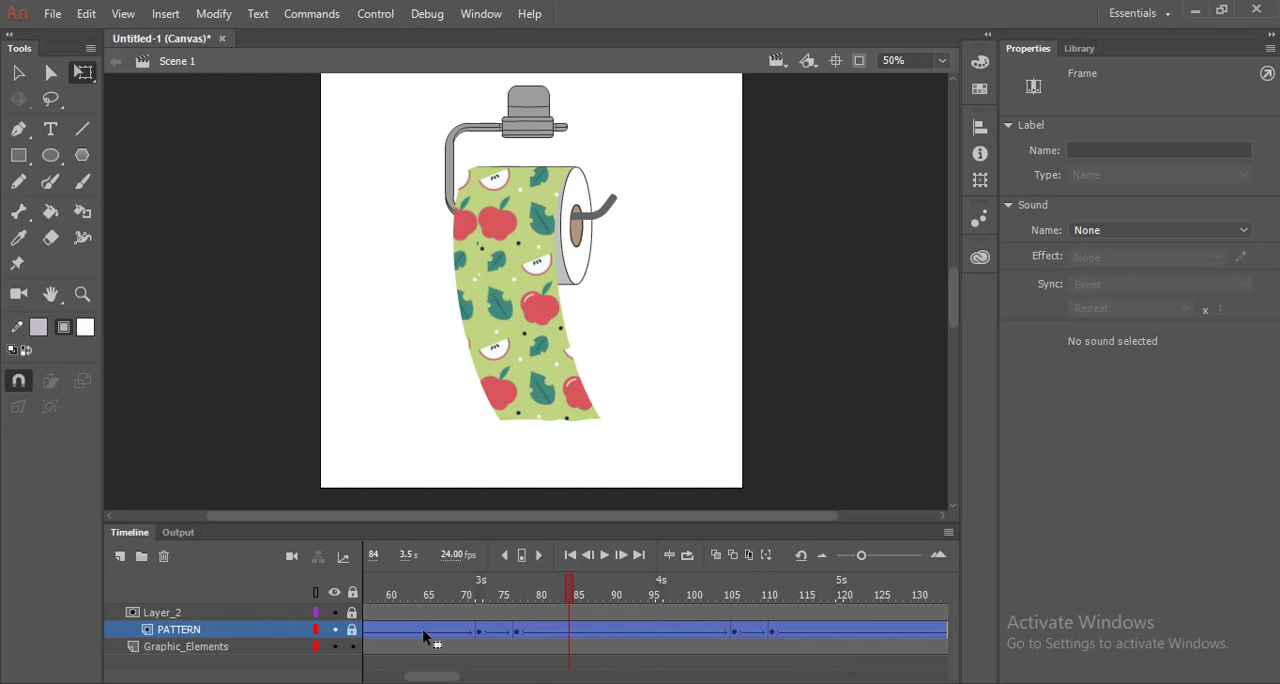 An File Edit View Insert Modify Text Commands Control Debug Window Help Essentials
Tools
Untitled-1 (Canvas)* ×
Scene 1
50%
Properties Library
Frame
Label
Name:
Type: Name
Sound
Name: None
Effect: None
Sync: Event
Repeat x 1
No sound selected
Timeline Output
84 3.5 s 24.00 fps
3s 4s 5s
60 65 70 75 80 85 90 95 100 105 110 115 120 125 130
Layer_2
PATTERN
Graphic_Elements
Activate Windows
Go to Settings to activate Windows.